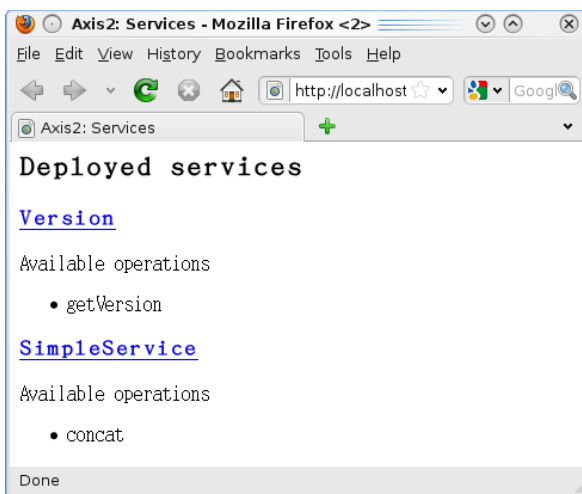 Axis2: Services - Mozilla Firefox <2>
File Edit View History Bookmarks Tools Help
http://localhost Googl
Axis2: Services
Deployed services
Version
Available operations
• getVersion
SimpleService
Available operations
• concat
Done